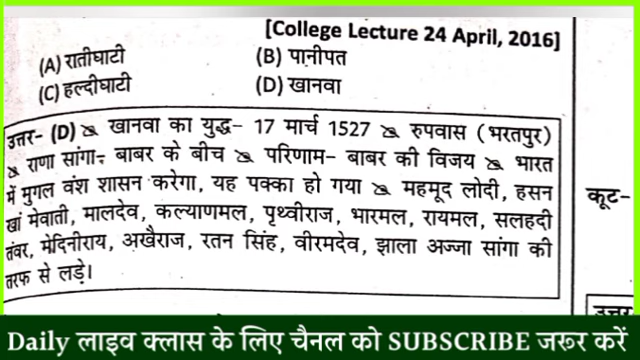 [College Lecture 24 April, 2016]
(A) रातीघाटी (B) पानीपत
(C) हल्दीघाटी (D) खानवा
उत्तर- (D) ꕥ खानवा का युद्ध- 17 मार्च 1527 ꕥ रुपवास (भरतपुर)
ꕥ राणा सांगा- बाबर के बीच ꕥ परिणाम- बाबर की विजय ꕥ भारत
में मुगल वंश शासन करेगा, यह पक्का हो गया ꕥ महमूद लोदी, हसन
खां मेवाती, मालदेव, कल्याणमल, पृथ्वीराज, भारमल, रायमल, सलहदी
तंवर, मेदिनीराय, अखैराज, रतन सिंह, वीरमदेव, झाला अज्जा सांगा की
तरफ से लड़े।
कूट-
उत्तर
Daily लाइव क्लास के लिए चैनल को SUBSCRIBE जरूर करें